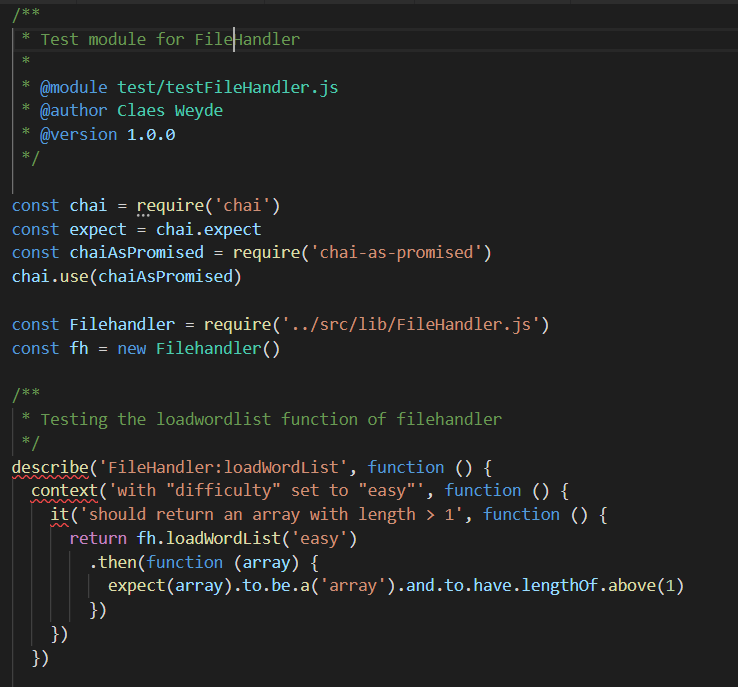 /**
 * Test module for FileHandler
 *
 * @module test/testFileHandler.js
 * @author Claes Weyde
 * @version 1.0.0
 */

const chai = require('chai')
const expect = chai.expect
const chaiAsPromised = require('chai-as-promised')
chai.use(chaiAsPromised)

const Filehandler = require('../src/lib/FileHandler.js')
const fh = new Filehandler()

/**
 * Testing the loadwordlist function of filehandler
 */
describe('FileHandler:loadWordList', function () {
  context('with "difficulty" set to "easy"', function () {
    it('should return an array with length > 1', function () {
      return fh.loadWordList('easy')
        .then(function (array) {
          expect(array).to.be.a('array').and.to.have.lengthOf.above(1)
        })
    })
  })